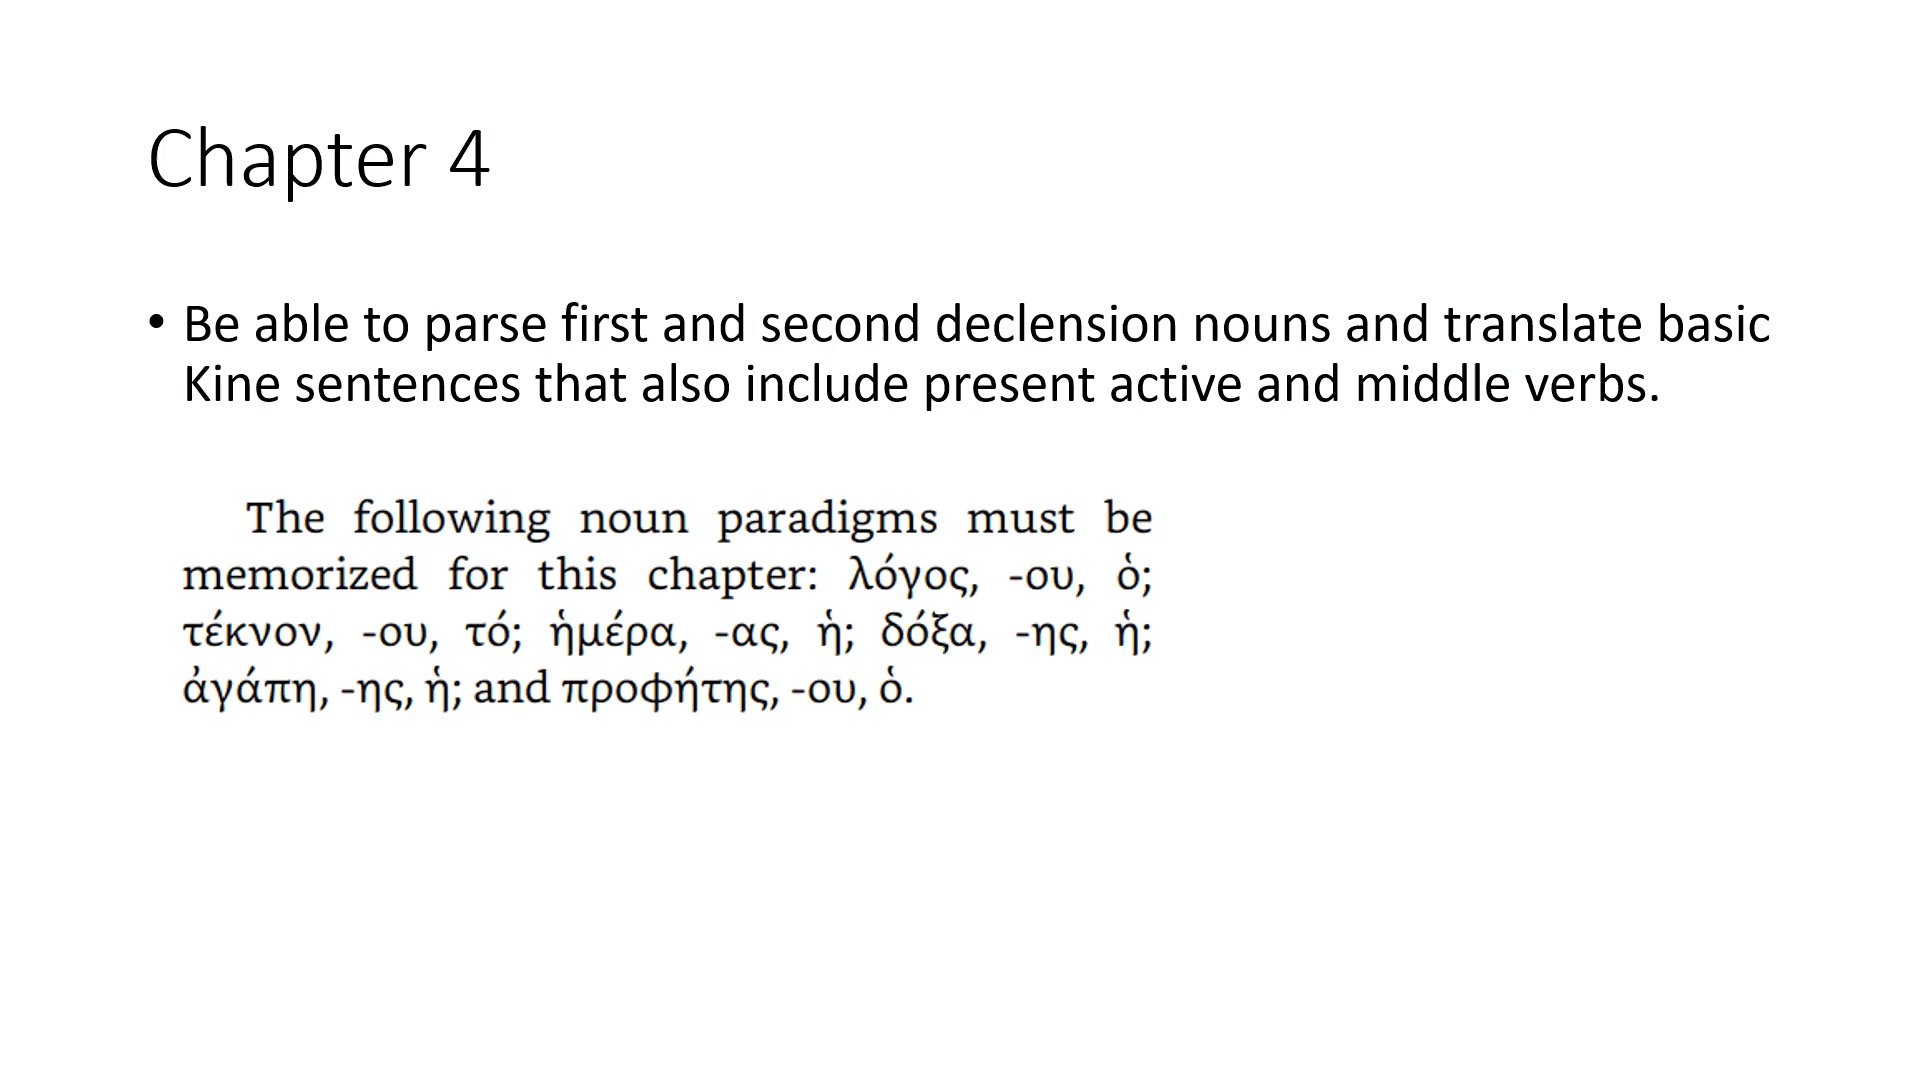 Chapter 4
• Be able to parse first and second declension nouns and translate basic
Kine sentences that also include present active and middle verbs.
The following noun paradigms must be
memorized for this chapter: λόγος, -ου, ὁ;
τέκνον, -ου, τό; ἡμέρα, -ας, ἡ; δόξα, -ης, ἡ;
ἀγάπη, -ης, ἡ; and προφήτης, -ου, ὁ.